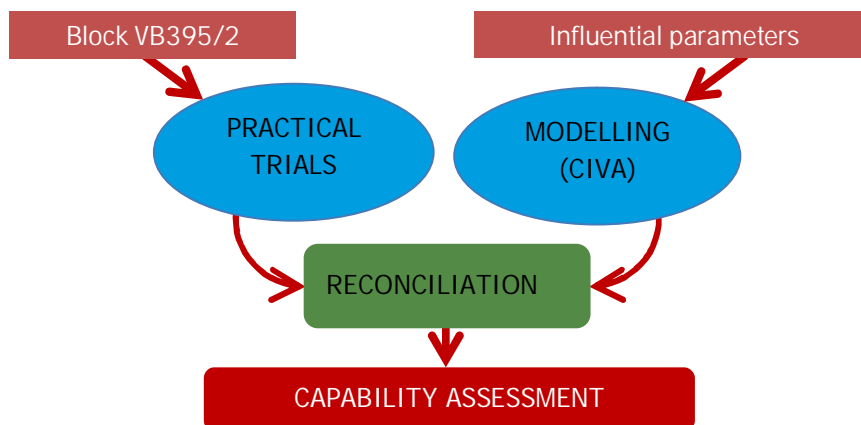 Block VB395/2
Influential parameters
PRACTICAL
TRIALS
MODELLING
(CIVA)
RECONCILIATION
CAPABILITY ASSESSMENT